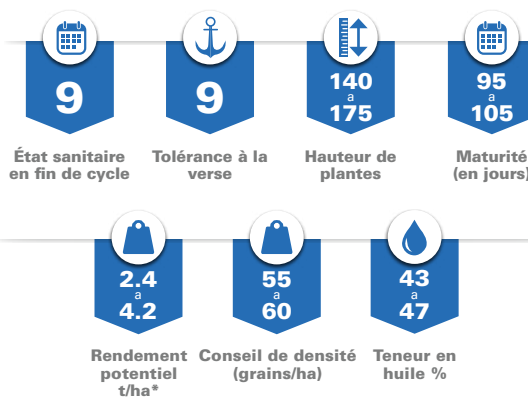 9
État sanitaire
en fin de cycle
9
Tolérance à la
verse
140
a
175
Hauteur de
plantes
95
a
105
Maturité
(en jours)
2.4
a
4.2
Rendement
potentiel
t/ha*
55
a
60
Conseil de densité
(grains/ha)
43
a
47
Teneur en
huile %